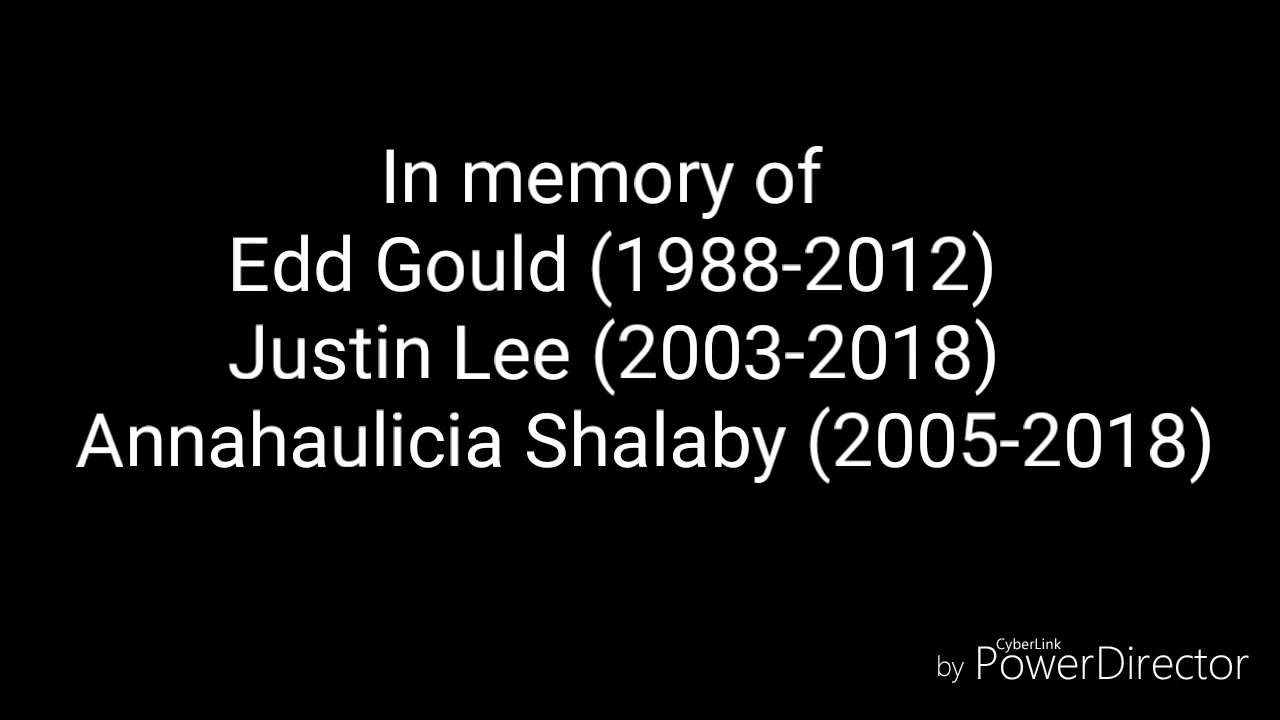 In memory of
Edd Gould (1988-2012)
Justin Lee (2003-2018)
Annahaulicia Shalaby (2005-2018)
CyberLink
by PowerDirector